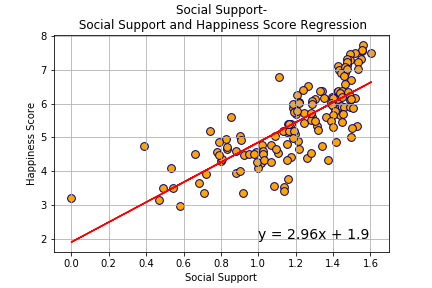 Social Support-
Social Support and Happiness Score Regression
8
7
6
5
4
3
2
Happiness Score
y = 2.96x + 1.9
0.0 0.2 0.4 0.6 0.8 1.0 1.2 1.4 1.6
Social Support